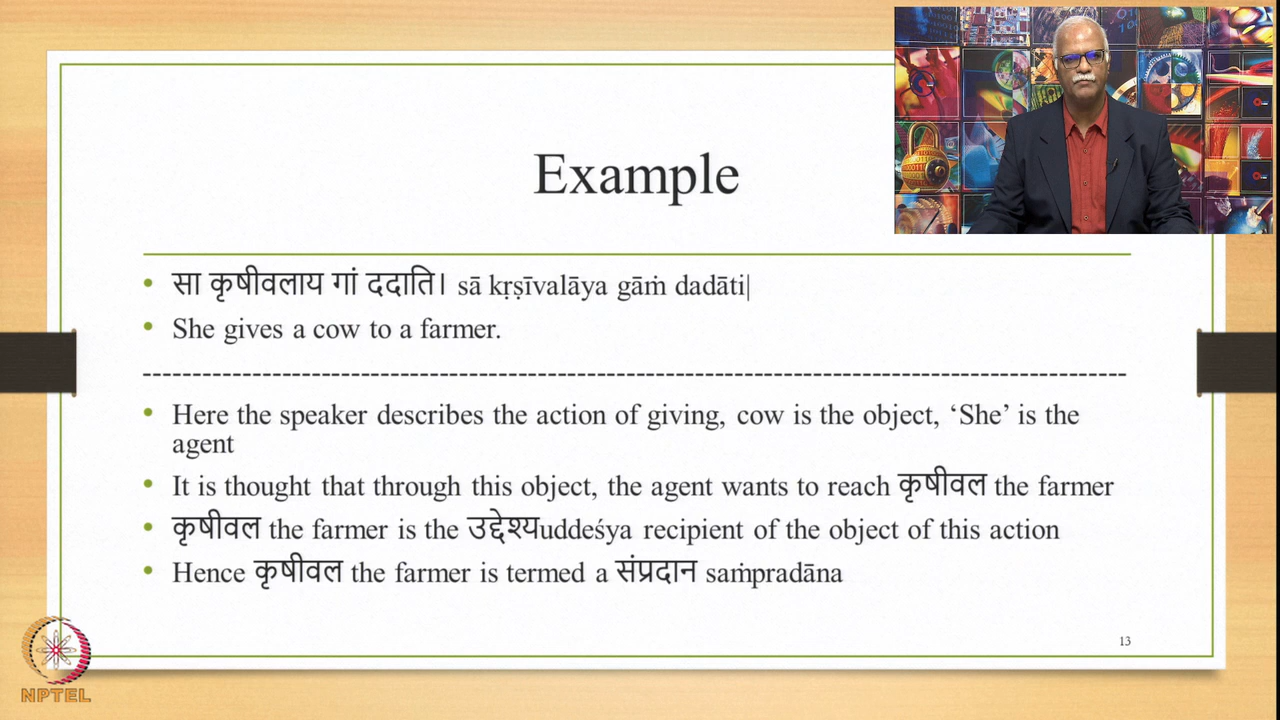 Example
• सा कृषीवलाय गां ददाति। sā kṛṣīvalāya gāṁ dadāti|
• She gives a cow to a farmer.
--------------------------------------------------------------------------------------------
• Here the speaker describes the action of giving, cow is the object, ‘She’ is the
agent
• It is thought that through this object, the agent wants to reach कृषीवल the farmer
• कृषीवल the farmer is the उद्देश्यuddeśya recipient of the object of this action
• Hence कृषीवल the farmer is termed a संप्रदान saṁpradāna
13
NPTEL